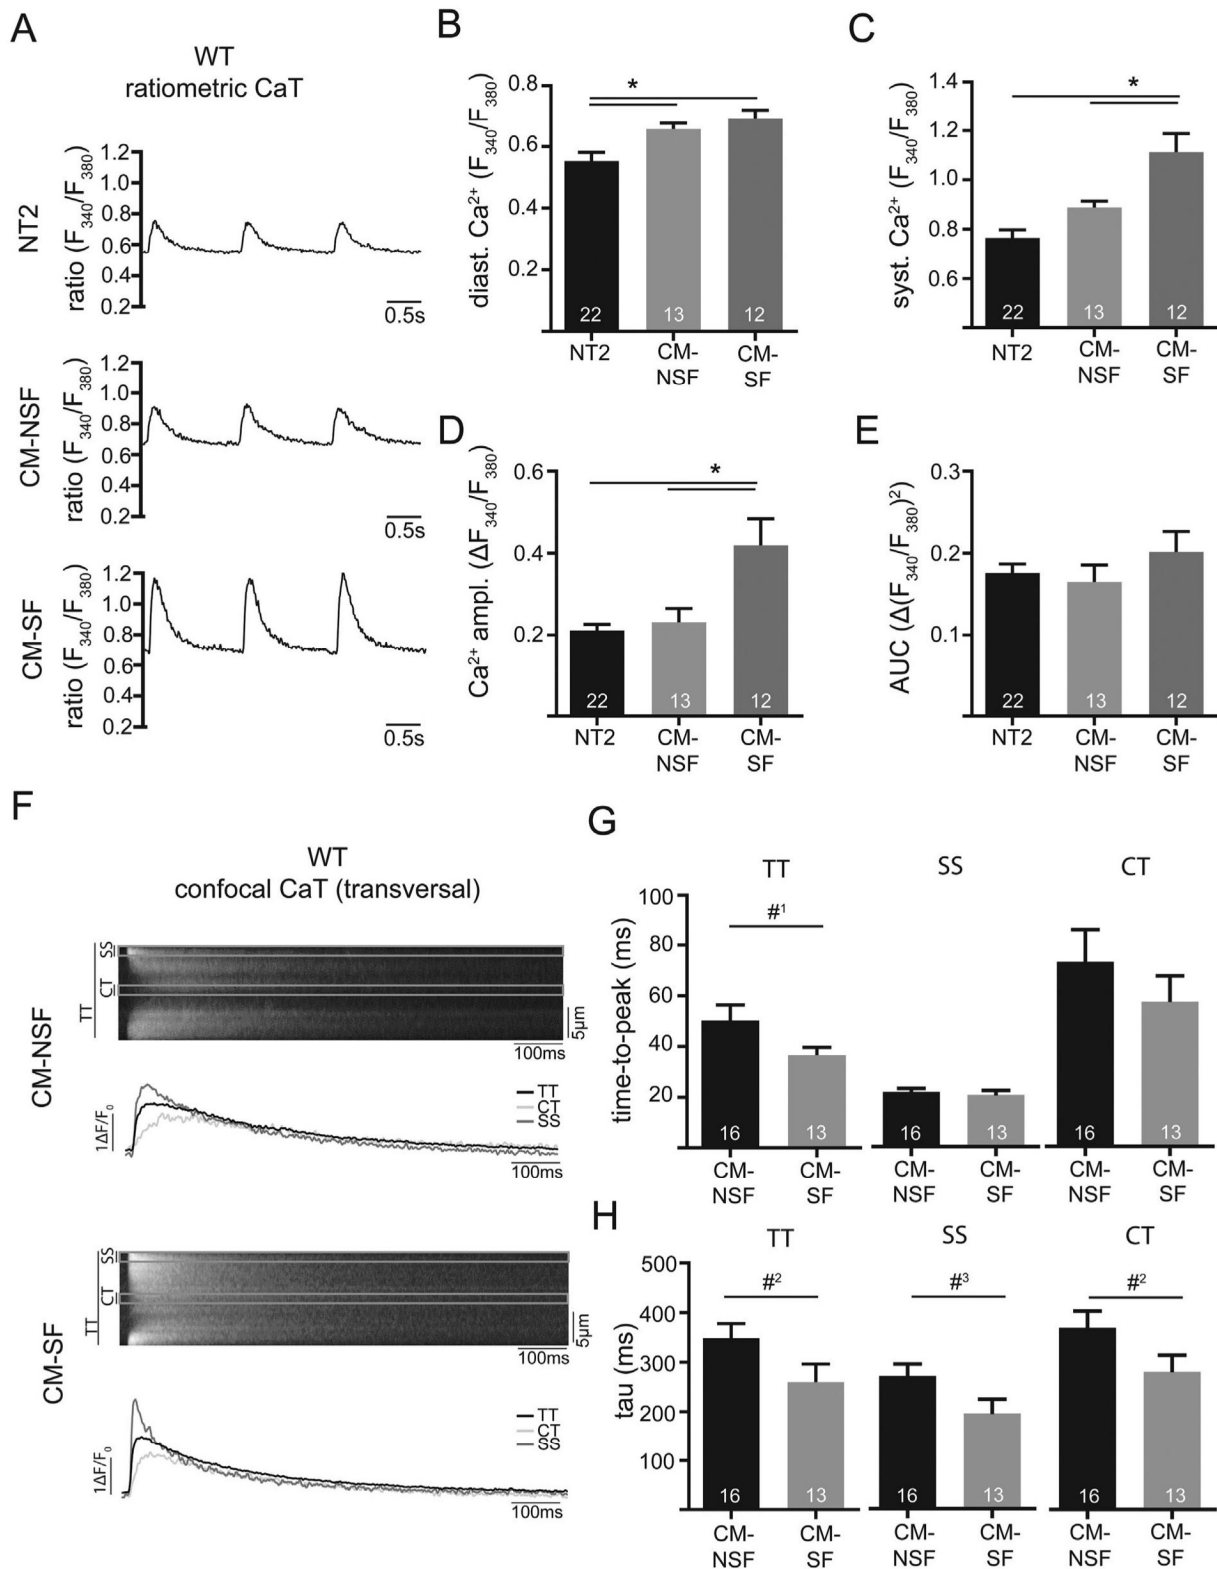 A
WT
ratiometric CaT
NT2
ratio (F340/F380)
1.2
1.0
0.8
0.6
0.4
0.2
0.5s
CM-NSF
ratio (F340/F380)
1.2
1.0
0.8
0.6
0.4
0.2
0.5s
CM-SF
ratio (F340/F380)
1.2
1.0
0.8
0.6
0.4
0.2
0.5s
B
diast. Ca2+ (F340/F380)
0.8
0.6
0.4
0.2
*
22
13
12
NT2
CM-
NSF
CM-
SF
C
syst. Ca2+ (F340/F380)
1.4
1.2
1.0
0.8
0.6
*
22
13
12
NT2
CM-
NSF
CM-
SF
D
Ca2+ ampl. (ΔF340/F380)
0.6
0.4
0.2
*
22
13
12
NT2
CM-
NSF
CM-
SF
E
AUC (Δ(F340/F380)2)
0.3
0.2
0.1
22
13
12
NT2
CM-
NSF
CM-
SF
F
WT
confocal CaT (transversal)
CM-NSF
TT
SS
CT
5µm
100ms
1ΔF/F0
TT
CT
SS
100ms
CM-SF
TT
SS
CT
5µm
100ms
1ΔF/F0
TT
CT
SS
100ms
G
TT
SS
CT
time-to-peak (ms)
100
80
60
40
20
#1
16
13
16
13
16
13
CM-
NSF
CM-
SF
CM-
NSF
CM-
SF
CM-
NSF
CM-
SF
H
TT
SS
CT
tau (ms)
500
400
300
200
100
#2
#3
#2
16
13
16
13
16
13
CM-
NSF
CM-
SF
CM-
NSF
CM-
SF
CM-
NSF
CM-
SF